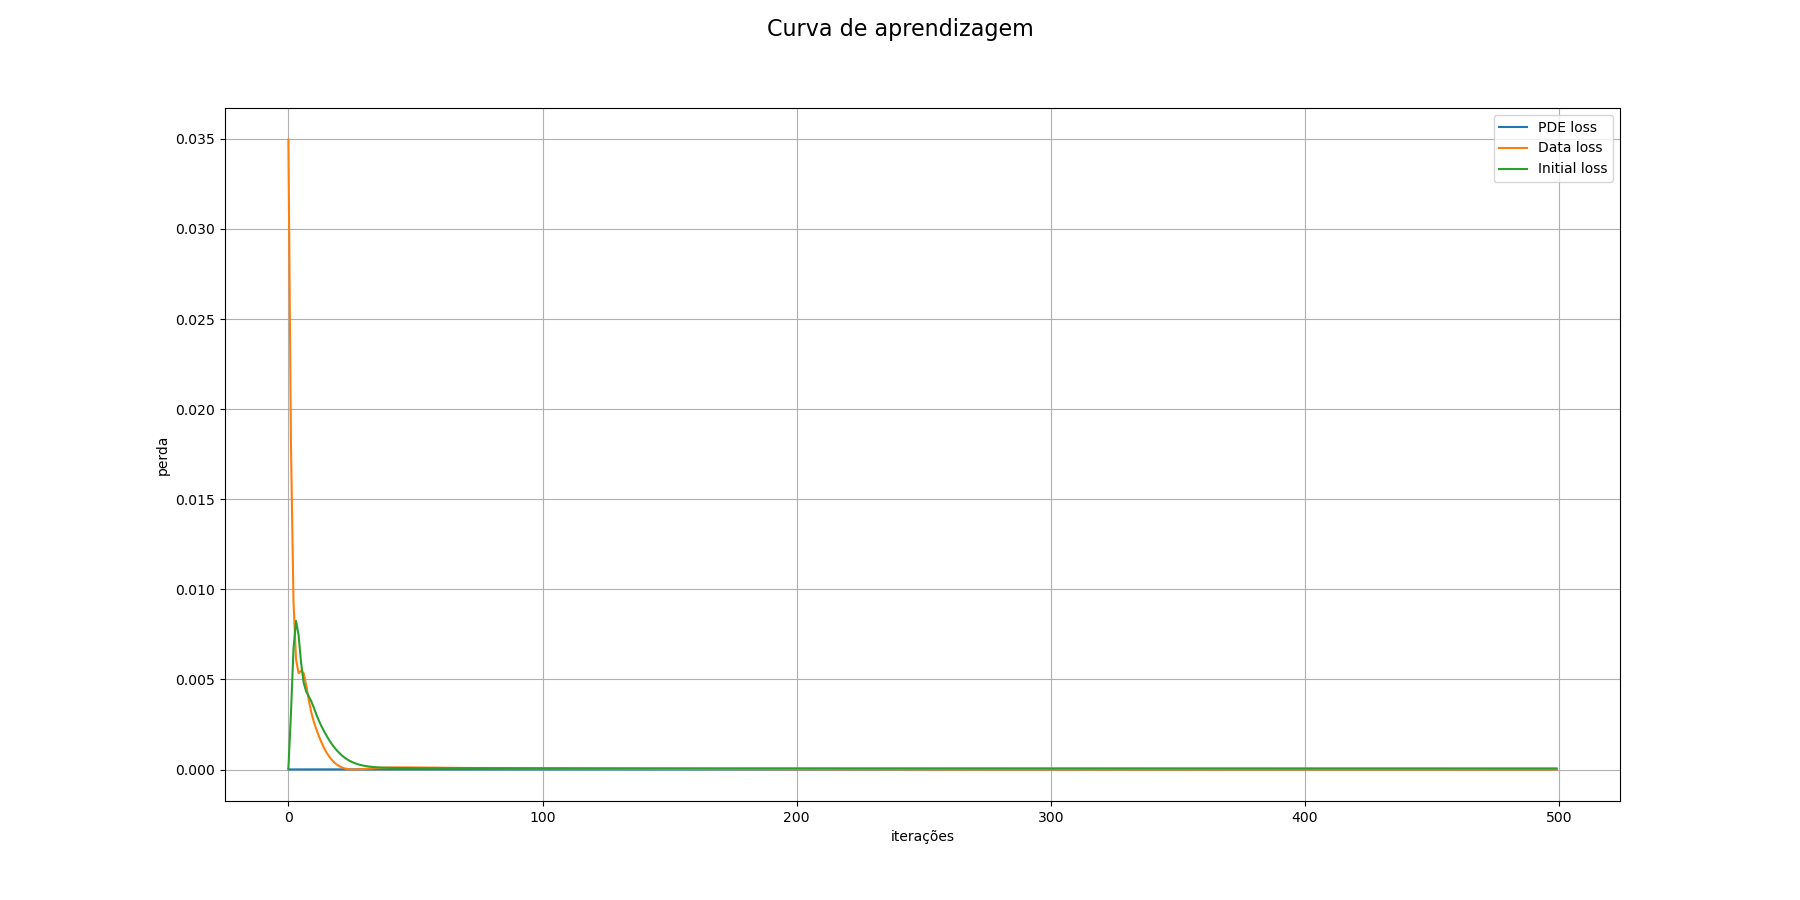 Curva de aprendizagem
PDE loss
Data loss
Initial loss
0.035
0.030
0.025
0.020
0.015
0.010
0.005
0.000
perda
0 100 200 300 400 500
iterações